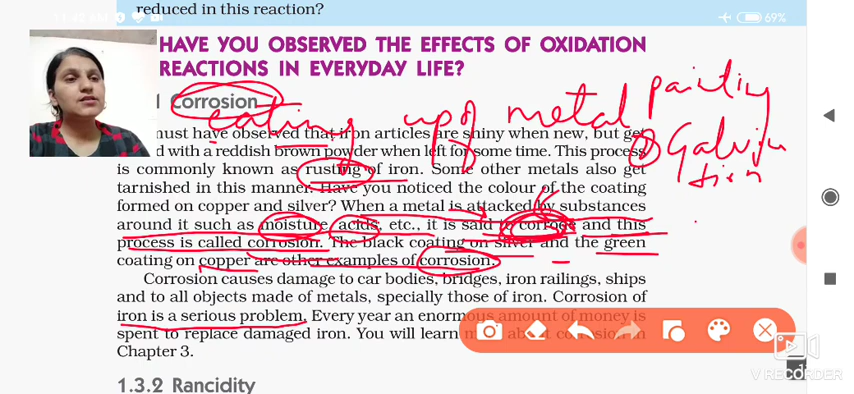 reduced in this reaction?
69%
HAVE YOU OBSERVED THE EFFECTS OF OXIDATION
REACTIONS IN EVERYDAY LIFE?
Corrosion
eating up of metal
painting
must have observed that iron articles are shiny when new, but get
with a reddish brown powder when left for some time. This process
is commonly known as rusting of iron. Some other metals also get
tarnished in this manner. Have you noticed the colour of the coating
formed on copper and silver? When a metal is attacked by substances
around it such as moisture, acids, etc., it is said to corrode and this
process is called corrosion. The black coating on silver and the green
coating on copper are other examples of corrosion.
Corrosion causes damage to car bodies, bridges, iron railings, ships
and to all objects made of metals, specially those of iron. Corrosion of
iron is a serious problem. Every year an enormous amount of money is
spent to replace damaged iron. You will learn more about corrosion in
Chapter 3.
1.3.2 Rancidity
V RECORDER